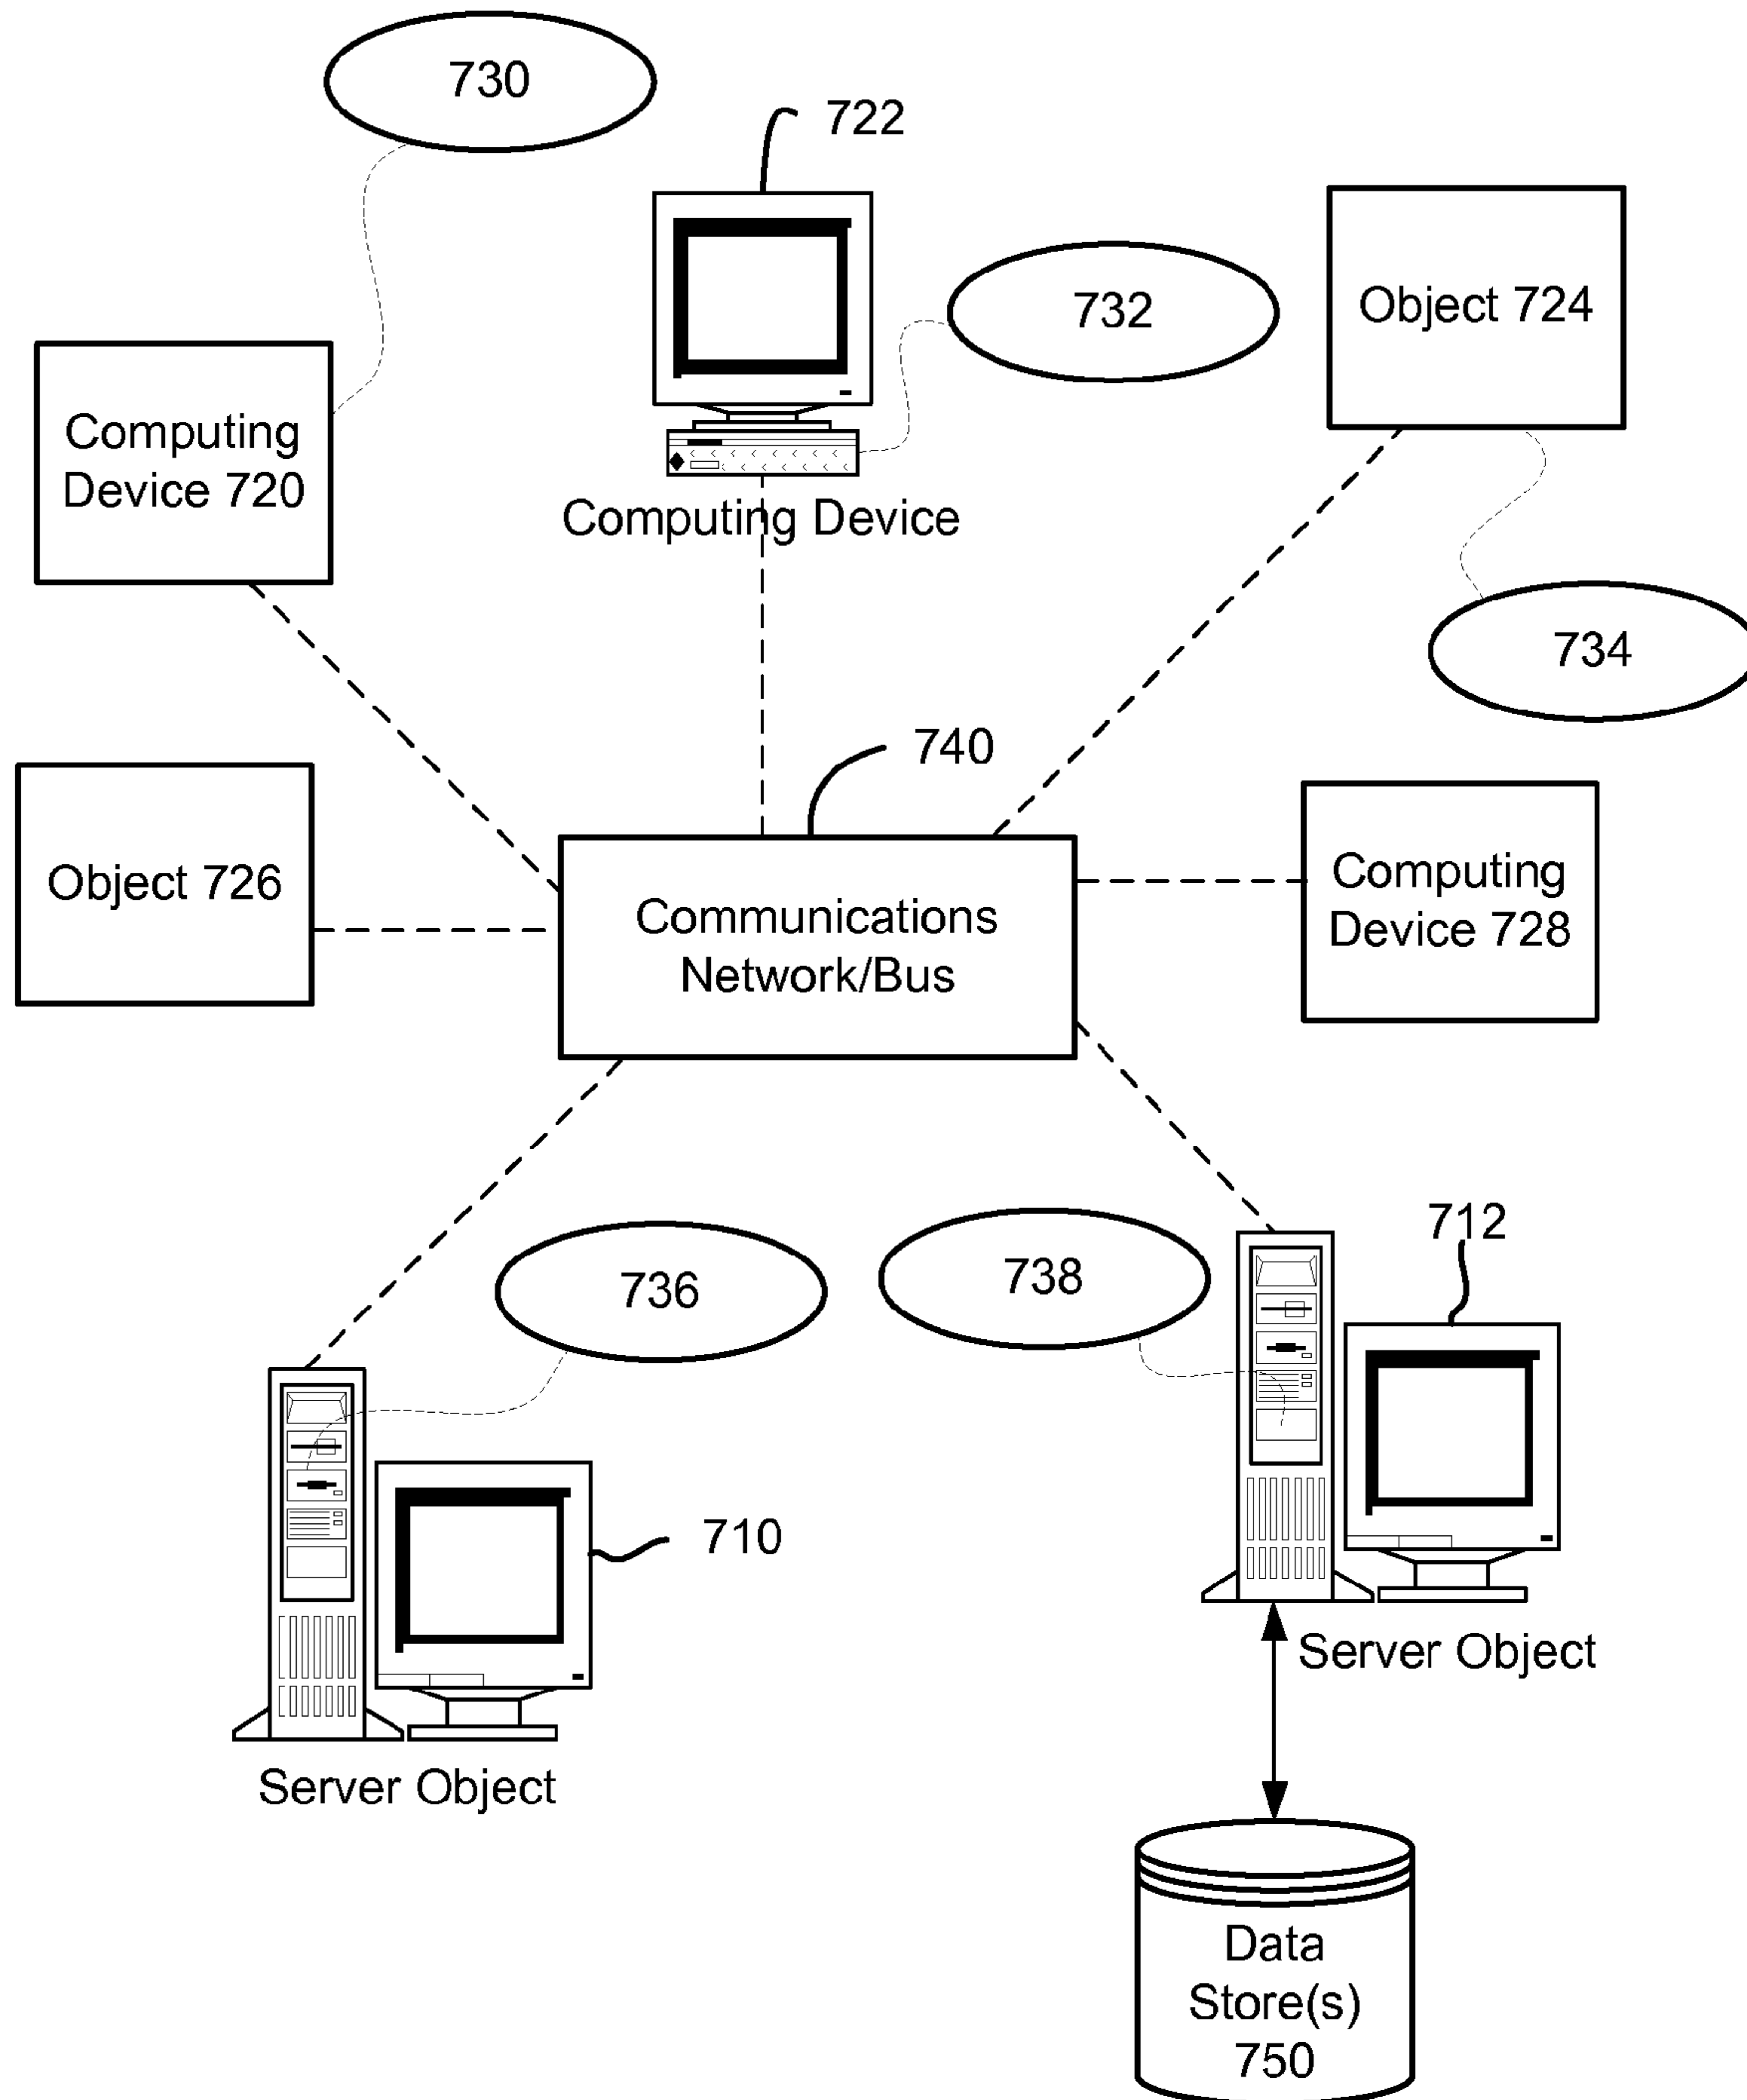 730
722
732
Object 724
Computing
Device 720
Computing Device
734
740
Object 726
Communications
Network/Bus
Computing
Device 728
712
736
738
710
Server Object
Server Object
Data
Store(s)
750